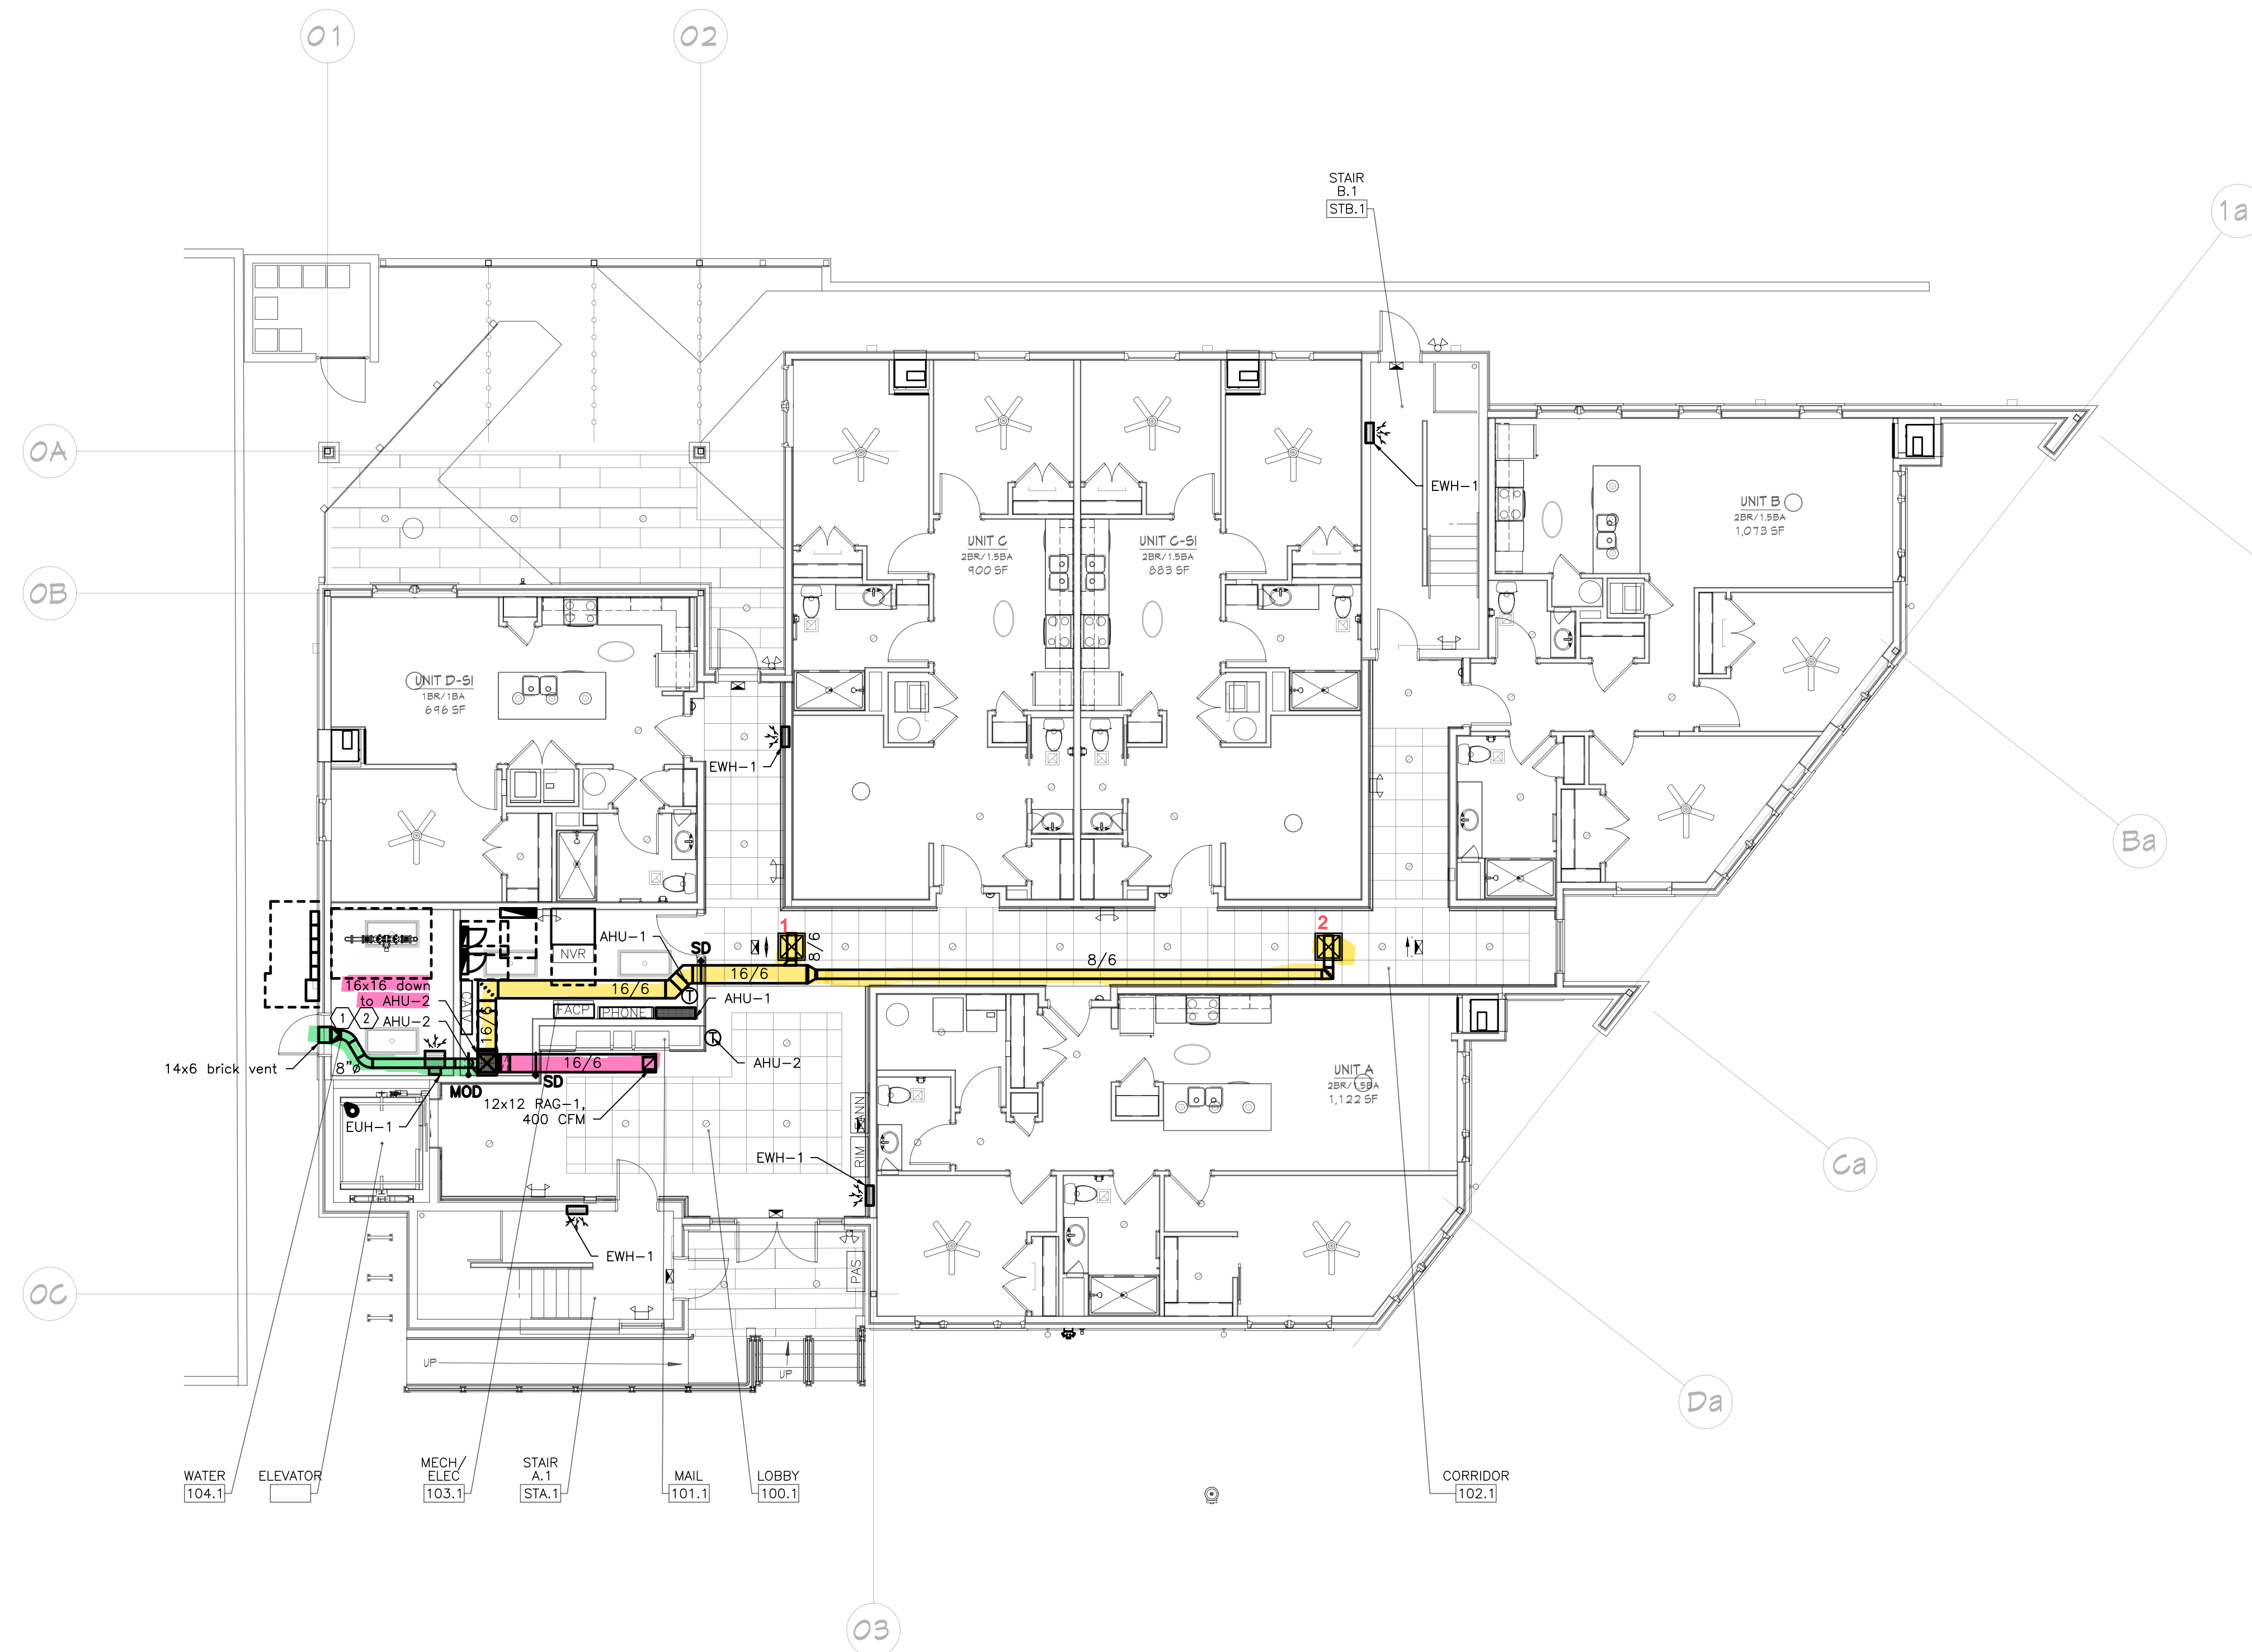 01
02
1a
STAIR
B.1
STB.1
0A
EWH-1
UNIT B
2BR/1.5BA
1,073 SF
UNIT C
2BR/1.5BA
900 SF
UNIT C-SI
2BR/1.5BA
883 SF
0B
UNIT D-SI
1BR/1BA
696 SF
EWH-1
Ba
1
2
AHU-1
SD
8/6
NVR
16/6
8/6
16x16 down
to AHU-2
16/6
CATV
T
AHU-1
1
2
AHU-2
16/6
FACP
PHONE
T
AHU-2
14x6 brick vent
8"ø
16/6
MOD
SD
12x12 RAG-1,
400 CFM
EUH-1
UNIT A
2BR/1.5BA
1,122 SF
ANN
RIM
EWH-1
Ca
EWH-1
PAS
0C
UP
UP
Da
WATER
104.1
ELEVATOR
MECH/
ELEC
103.1
STAIR
A.1
STA.1
MAIL
101.1
LOBBY
100.1
CORRIDOR
102.1
03